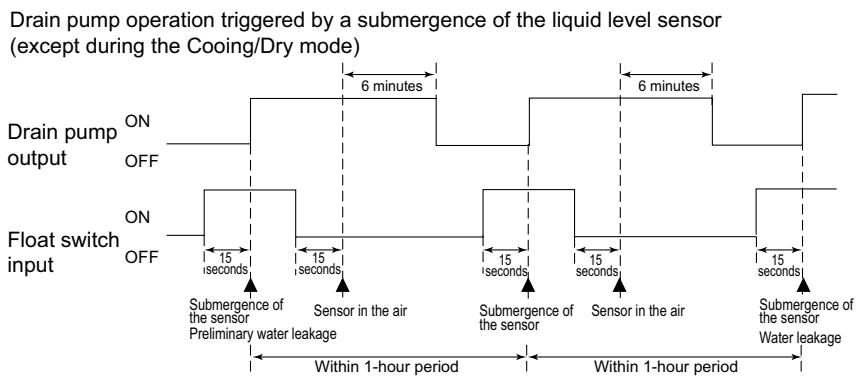 Drain pump operation triggered by a submergence of the liquid level sensor
(except during the Cooing/Dry mode)
6 minutes
6 minutes
Drain pump
output
ON
OFF
Float switch
input
ON
OFF
15
seconds
15
seconds
15
seconds
15
seconds
15
seconds
Submergence of
the sensor
Preliminary water leakage
Sensor in the air
Submergence of
the sensor
Sensor in the air
Submergence of
the sensor
Water leakage
Within 1-hour period
Within 1-hour period